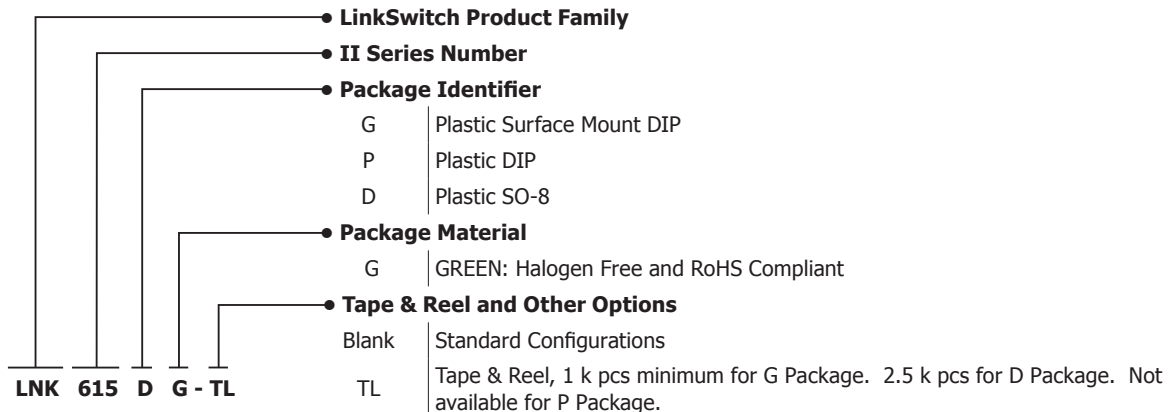 LinkSwitch Product Family
II Series Number
Package Identifier
G Plastic Surface Mount DIP
P Plastic DIP
D Plastic SO-8
Package Material
G GREEN: Halogen Free and RoHS Compliant
Tape & Reel and Other Options
Blank Standard Configurations
TL Tape & Reel, 1 k pcs minimum for G Package. 2.5 k pcs for D Package. Not
available for P Package.
LNK 615 D G - TL